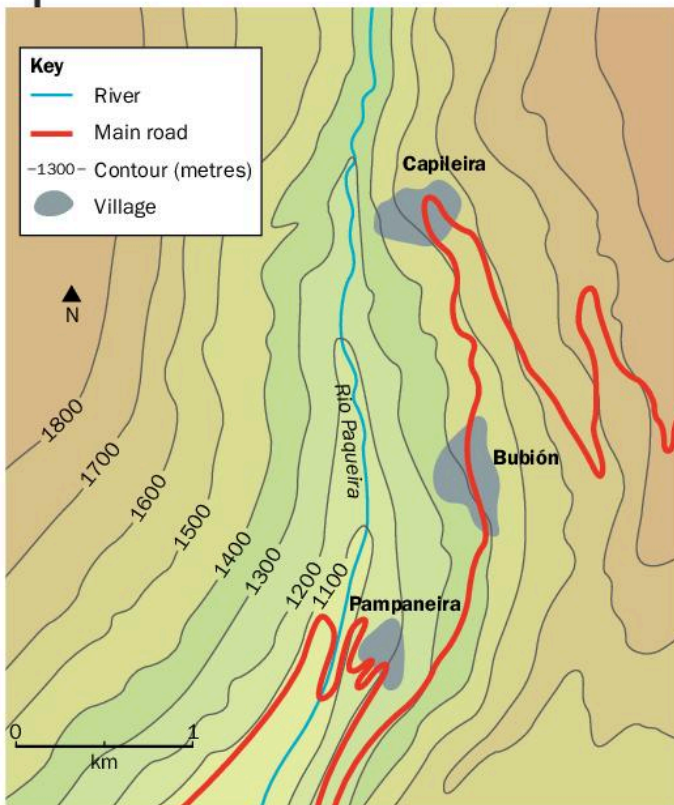 Key
River
Main road
–1300– Contour (metres)
Village
N
Capileira
Bubión
Rio Paqueira
Pampaneira
1800
1700
1600
1500
1400
1300
1200
1100
0 1
km